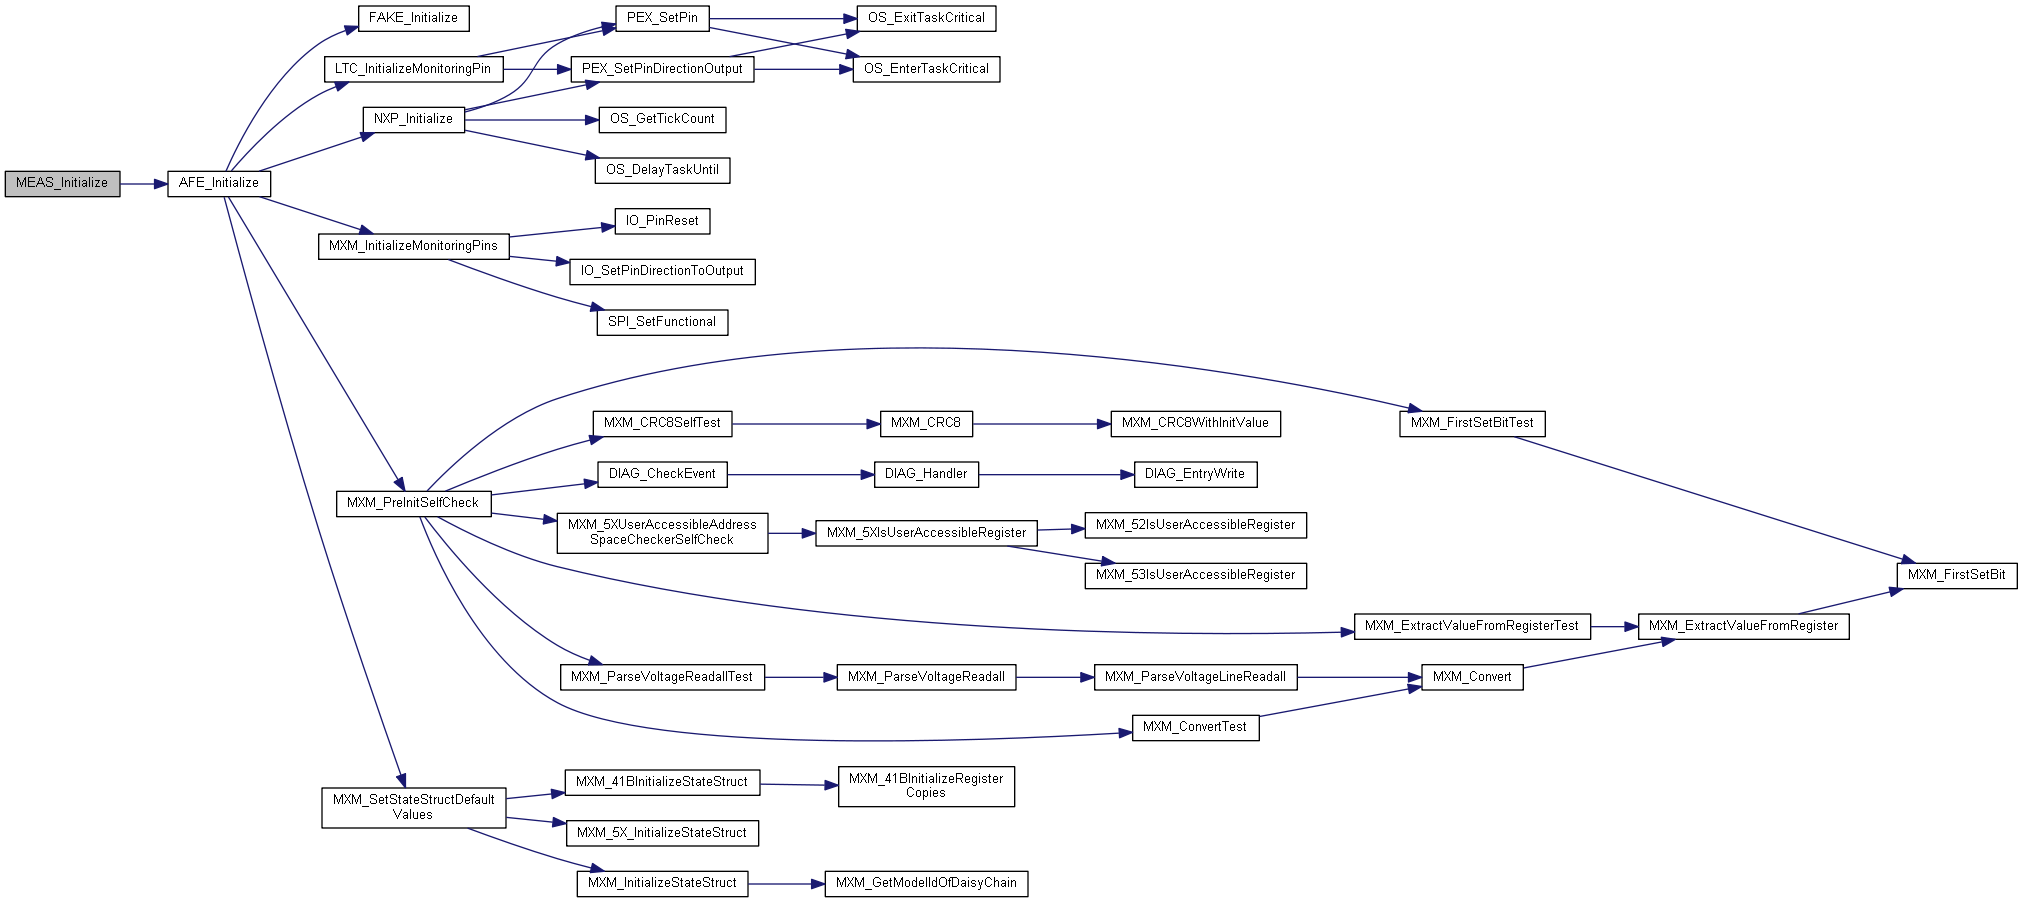 MEAS_Initialize
AFE_Initialize
FAKE_Initialize
LTC_InitializeMonitoringPin
NXP_Initialize
PEX_SetPin
PEX_SetPinDirectionOutput
OS_ExitTaskCritical
OS_EnterTaskCritical
OS_GetTickCount
OS_DelayTaskUntil
MXM_InitializeMonitoringPins
IO_PinReset
IO_SetPinDirectionToOutput
SPI_SetFunctional
MXM_PreInitSelfCheck
MXM_FirstSetBitTest
MXM_CRC8SelfTest
MXM_CRC8
MXM_CRC8WithInitValue
DIAG_CheckEvent
DIAG_Handler
DIAG_EntryWrite
MXM_5XUserAccessibleAddress
SpaceCheckerSelfCheck
MXM_5XIsUserAccessibleRegister
MXM_52IsUserAccessibleRegister
MXM_53IsUserAccessibleRegister
MXM_FirstSetBit
MXM_ExtractValueFromRegisterTest
MXM_ExtractValueFromRegister
MXM_ParseVoltageReadallTest
MXM_ParseVoltageReadall
MXM_ParseVoltageLineReadall
MXM_Convert
MXM_ConvertTest
MXM_SetStateStructDefault
Values
MXM_41BInitializeStateStruct
MXM_41BInitializeRegister
Copies
MXM_5X_InitializeStateStruct
MXM_InitializeStateStruct
MXM_GetModelIdOfDaisyChain